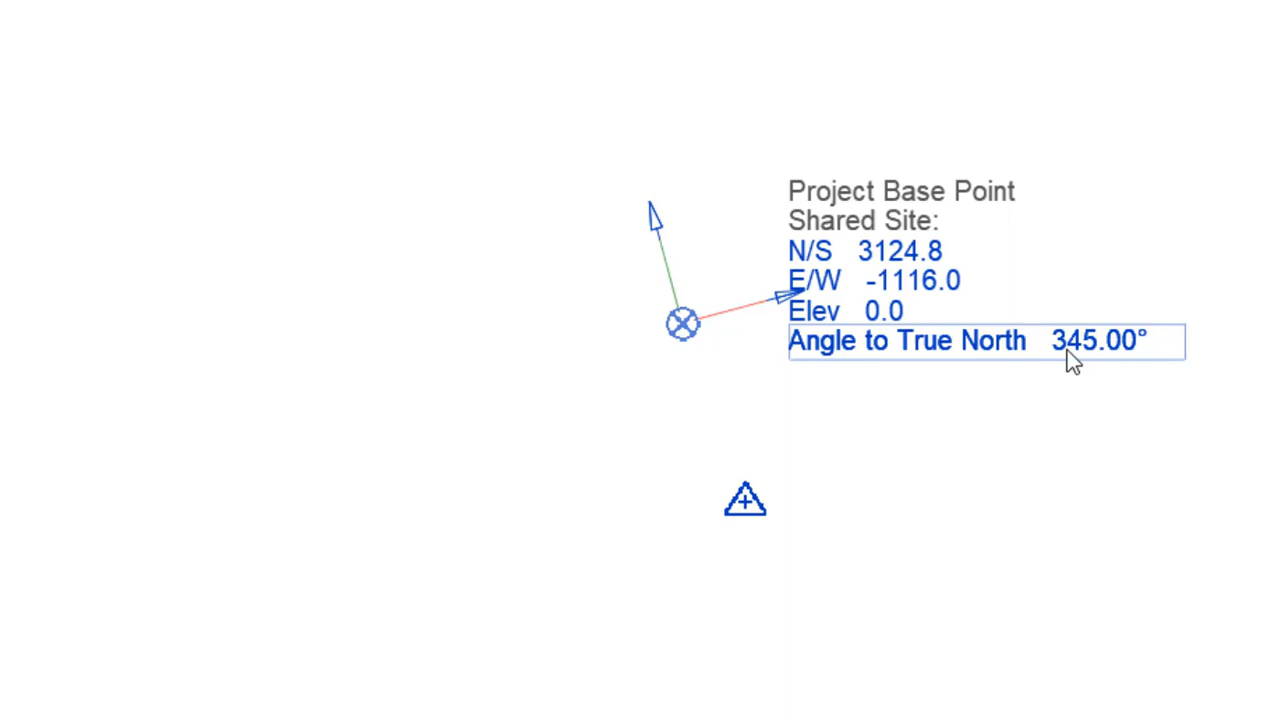 Project Base Point
Shared Site:
N/S 3124.8
E/W -1116.0
Elev 0.0
Angle to True North 345.00°